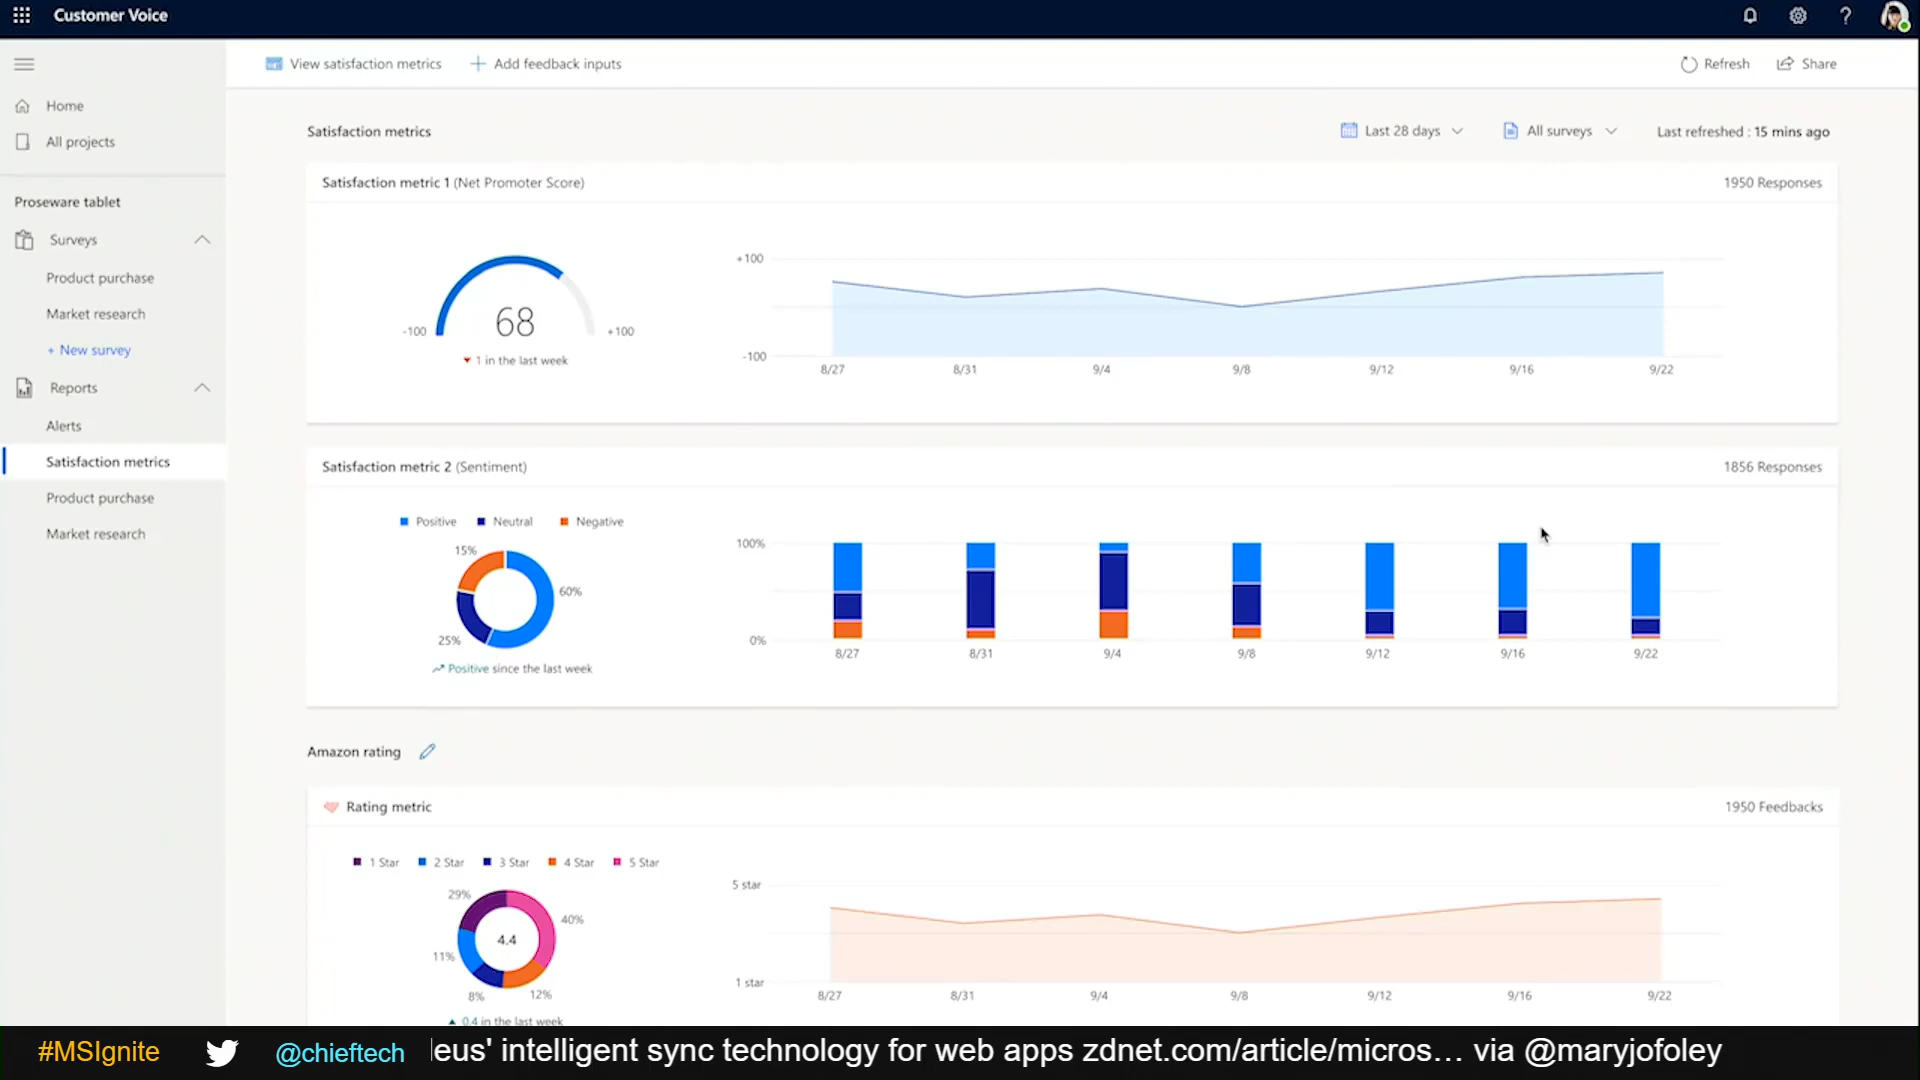 Customer Voice
View satisfaction metrics
Add feedback inputs
Refresh
Share
Home
All projects
Proseware tablet
Surveys
Product purchase
Market research
+ New survey
Reports
Alerts
Satisfaction metrics
Product purchase
Market research
Satisfaction metrics
Last 28 days
All surveys
Last refreshed : 15 mins ago
Satisfaction metric 1 (Net Promoter Score)
1950 Responses
68
-100
+100
1 in the last week
+100
-100
8/27 8/31 9/4 9/8 9/12 9/16 9/22
Satisfaction metric 2 (Sentiment)
1856 Responses
Positive Neutral Negative
15%
60%
25%
Positive since the last week
100%
0%
8/27 8/31 9/4 9/8 9/12 9/16 9/22
Amazon rating
Rating metric
1950 Feedbacks
1 Star 2 Star 3 Star 4 Star 5 Star
29%
40%
4.4
11%
8%
12%
0.4 in the last week
5 star
1 star
8/27 8/31 9/4 9/8 9/12 9/16 9/22
#MSIgnite @chieftech leus' intelligent sync technology for web apps zdnet.com/article/micros… via @maryjofoley